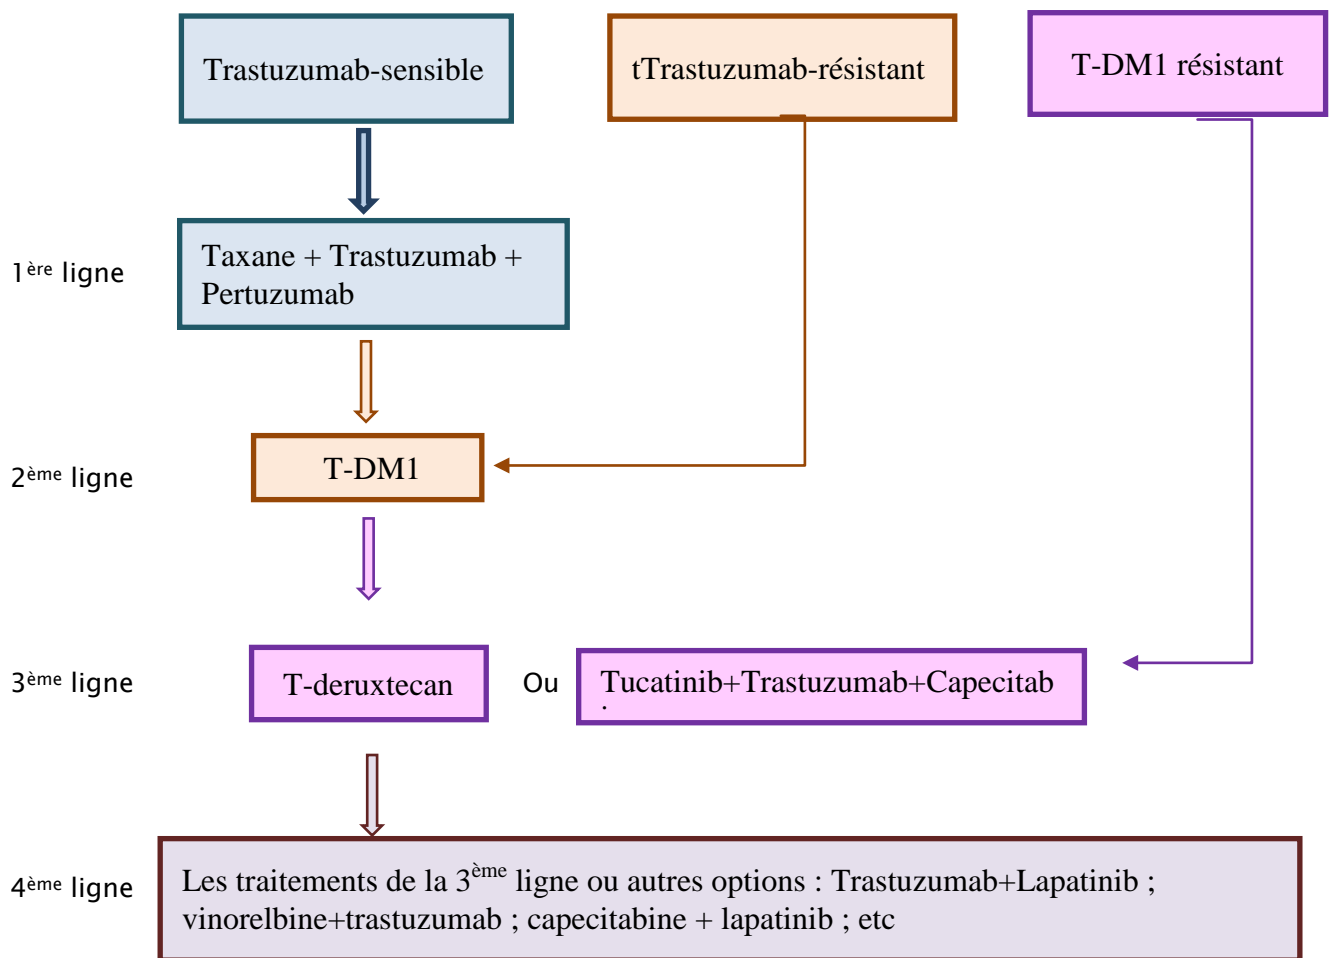 Trastuzumab-sensible
tTrastuzumab-résistant
T-DM1 résistant
1ère ligne
Taxane + Trastuzumab +
Pertuzumab
2ème ligne
T-DM1
3ème ligne
T-deruxtecan
Ou
Tucatinib+Trastuzumab+Capecitab
4ème ligne
Les traitements de la 3ème ligne ou autres options : Trastuzumab+Lapatinib ;
vinorelbine+trastuzumab ; capecitabine + lapatinib ; etc